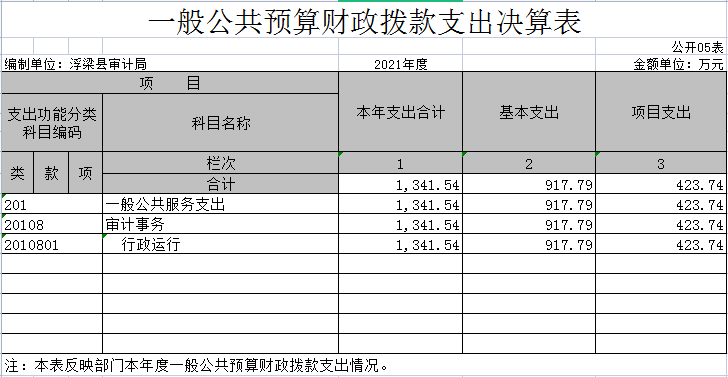 一般公共预算财政拨款支出决算表
公开05表
编制单位：浮梁县审计局 2021年度 金额单位：万元
项 目 本年支出合计 基本支出 项目支出
支出功能分类科目编码 科目名称
类 款 项 栏次 1 2 3
合计 1,341.54 917.79 423.74
201 一般公共服务支出 1,341.54 917.79 423.74
20108 审计事务 1,341.54 917.79 423.74
2010801 行政运行 1,341.54 917.79 423.74
注：本表反映部门本年度一般公共预算财政拨款支出情况。